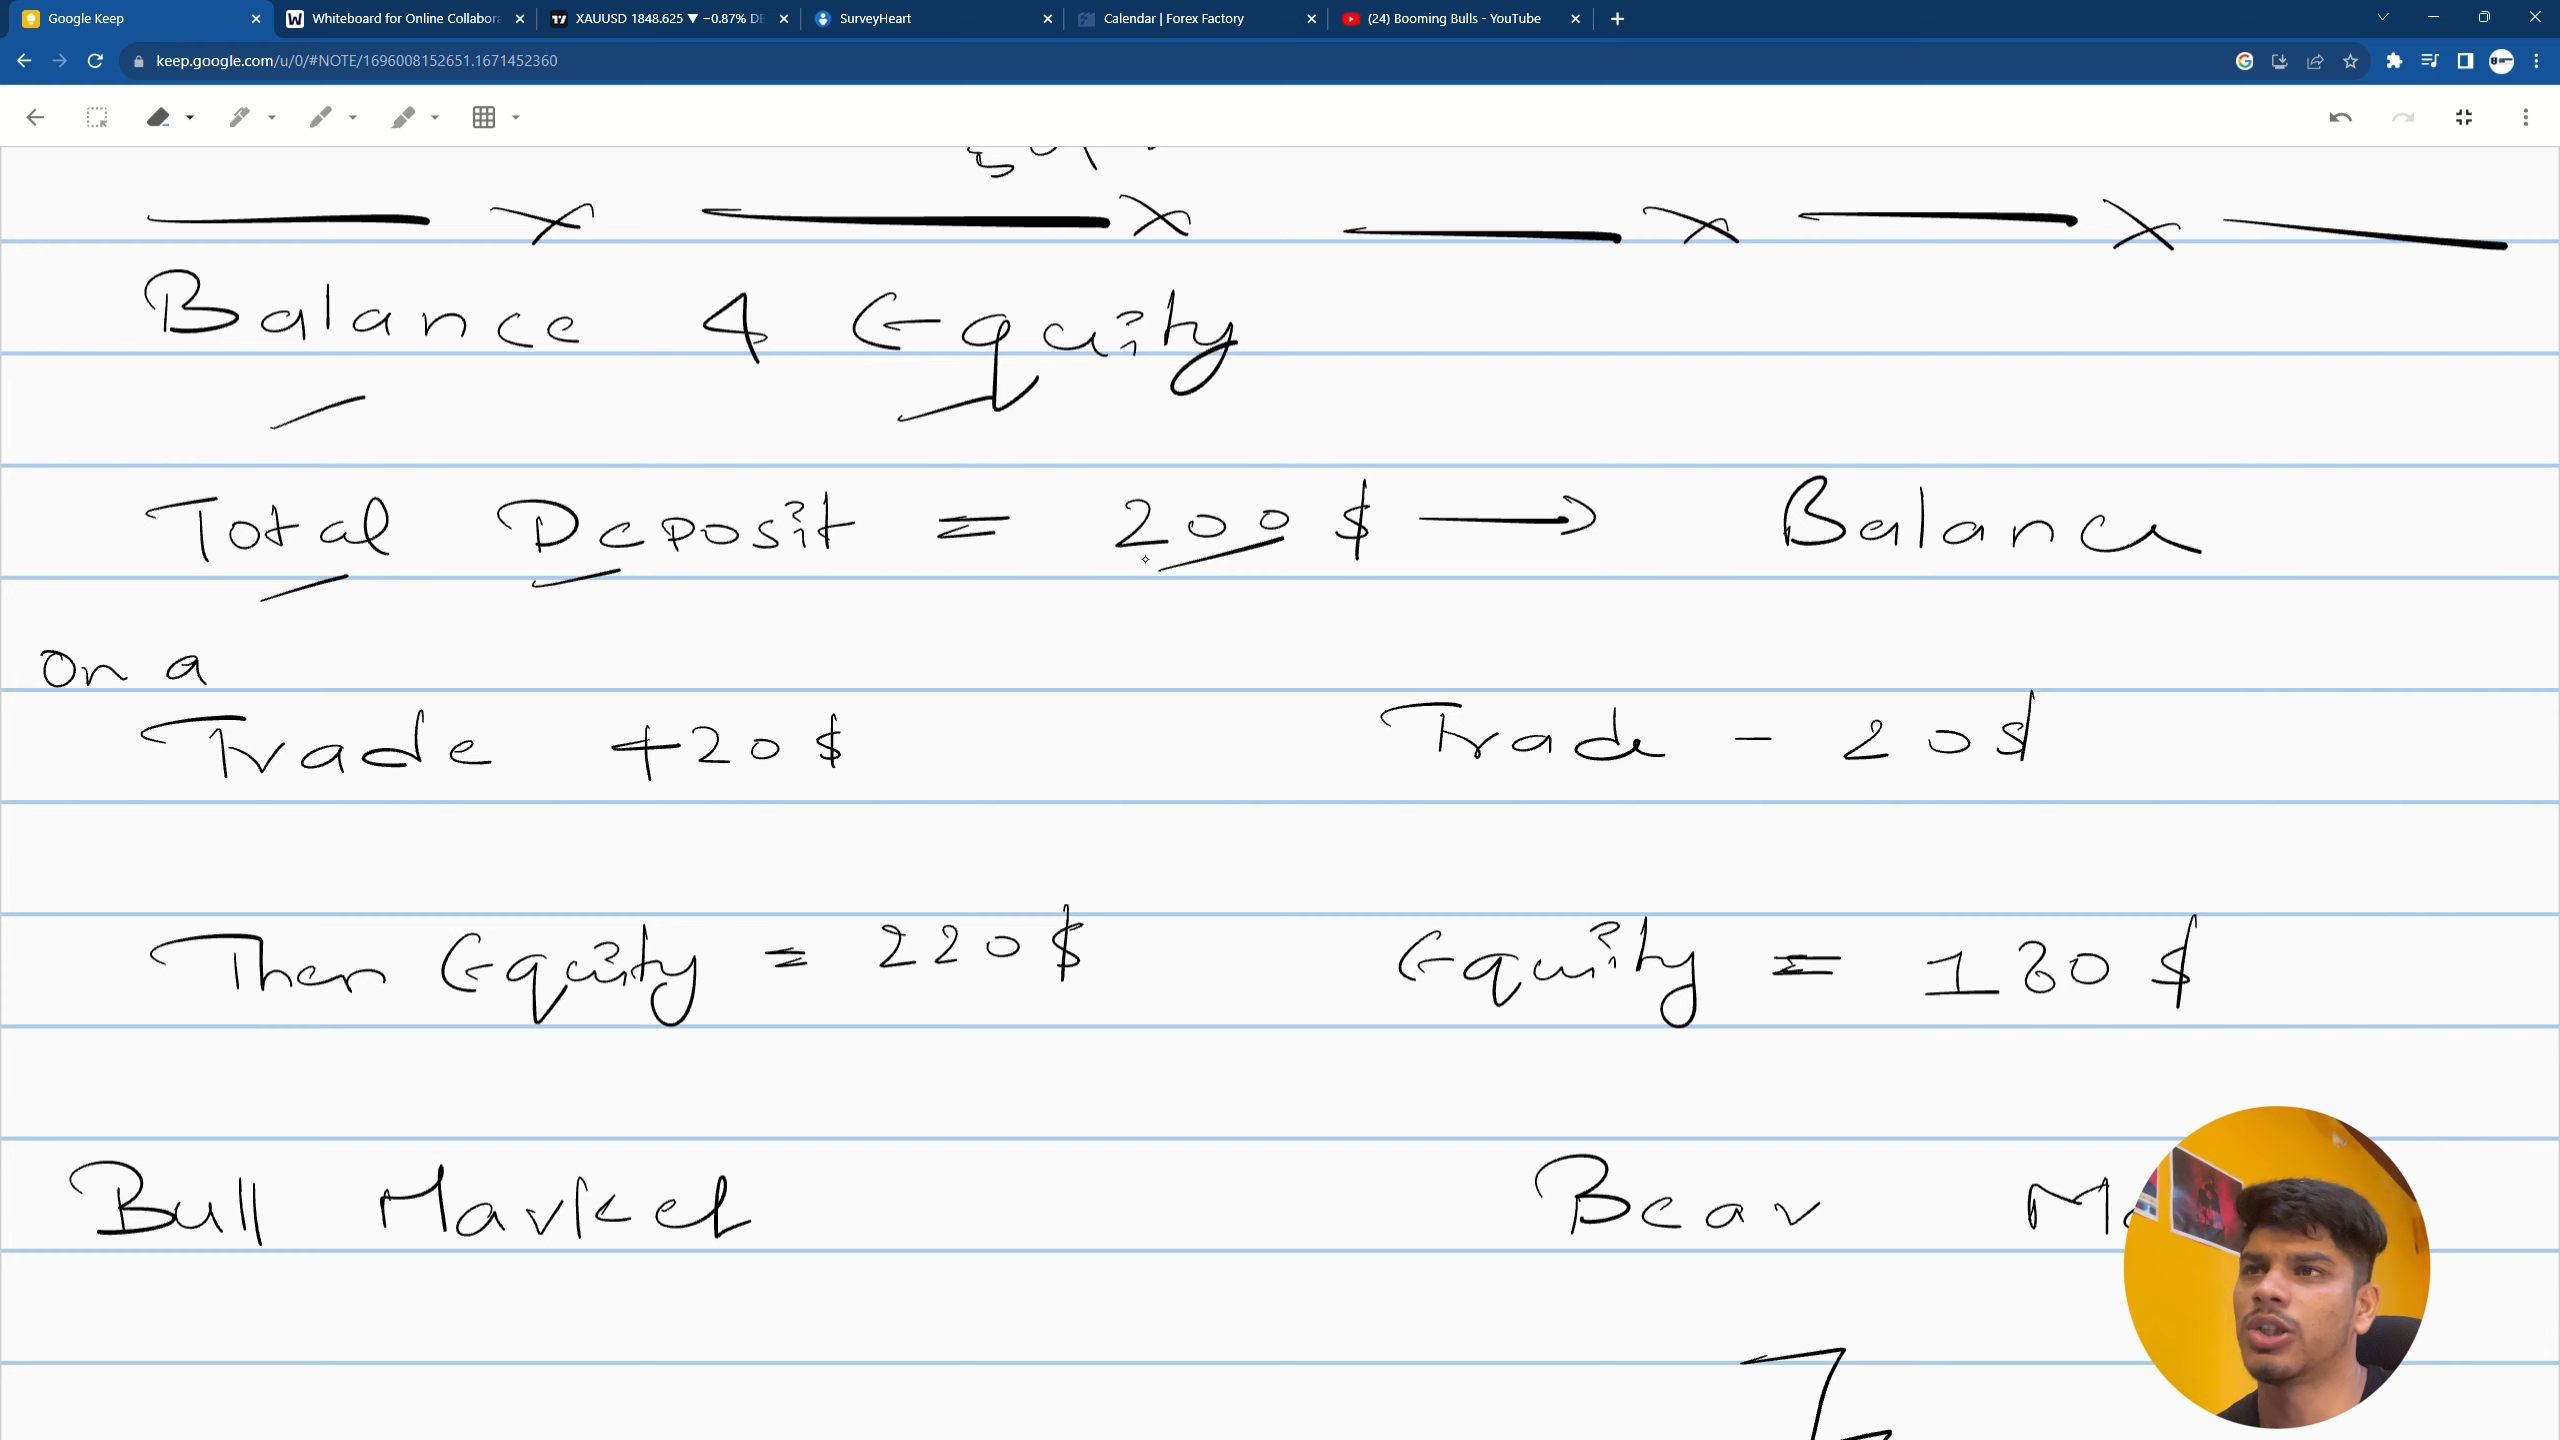 Google Keep
Whiteboard for Online Collabora
XAUUSD 1848.625 ▼ −0.87% DE
SurveyHeart
Calendar | Forex Factory
(24) Booming Bulls - YouTube
keep.google.com/u/0/#NOTE/1696008152651.1671452360
Balance & Equity
Total Deposit = 200 $ → Balance
On a
Trade +20 $
Trade - 20 $
Then Equity = 220 $
Equity = 180 $
Bull Market
Bear